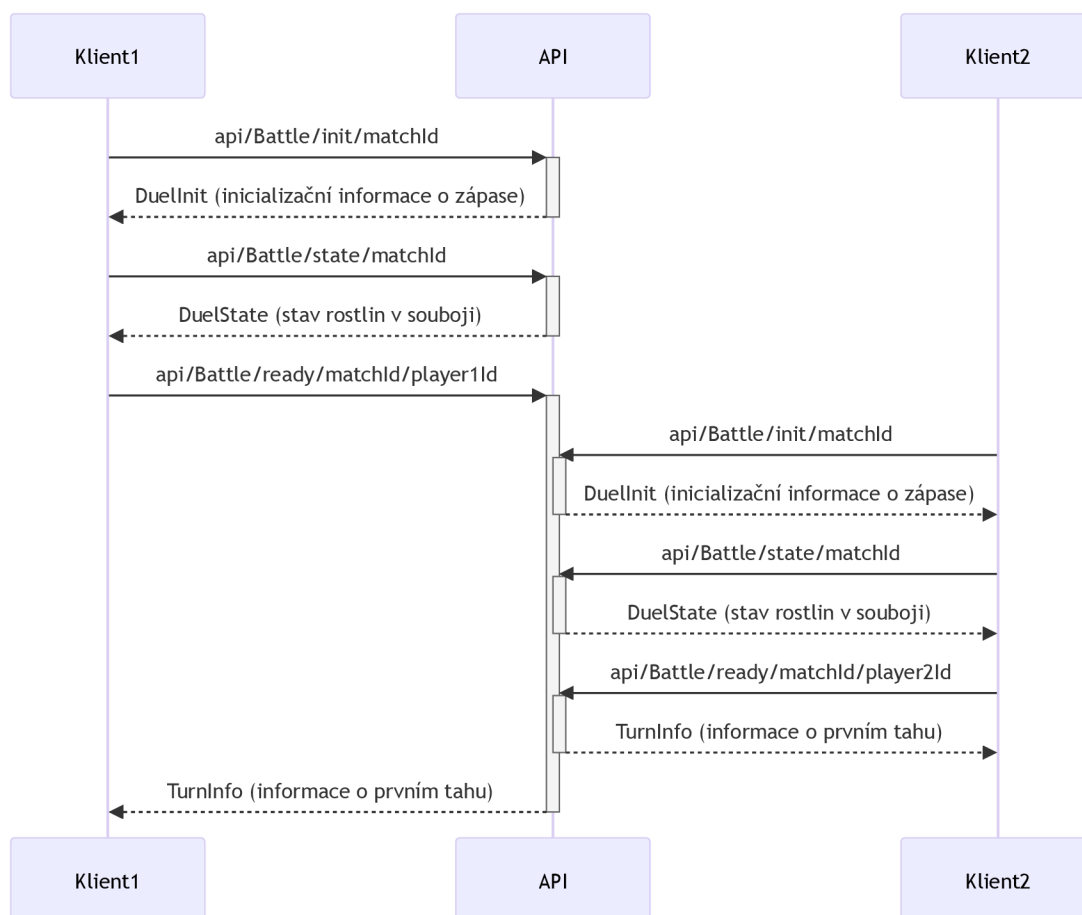 Klient1
API
Klient2
api/Battle/init/matchId
DuelInit (inicializační informace o zápase)
api/Battle/state/matchId
DuelState (stav rostlin v souboji)
api/Battle/ready/matchId/player1Id
api/Battle/init/matchId
DuelInit (inicializační informace o zápase)
api/Battle/state/matchId
DuelState (stav rostlin v souboji)
api/Battle/ready/matchId/player2Id
TurnInfo (informace o prvním tahu)
TurnInfo (informace o prvním tahu)
Klient1
API
Klient2